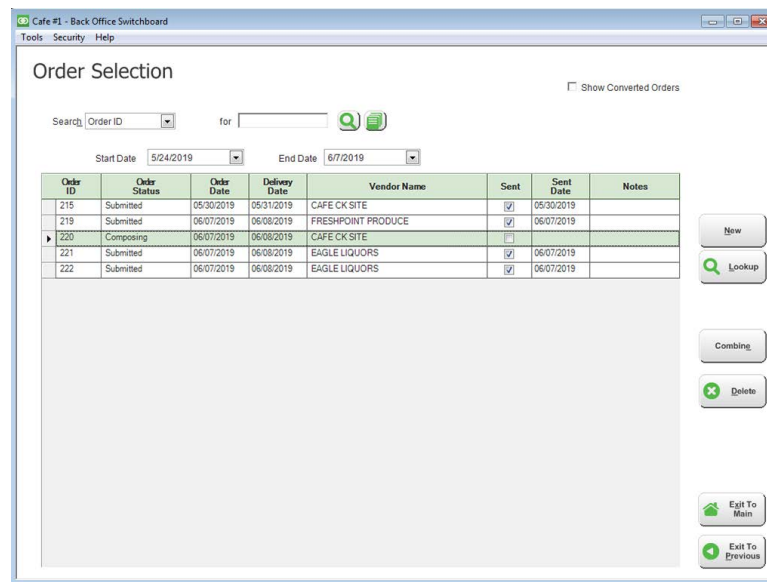 Cafe #1 - Back Office Switchboard
Tools Security Help
Order Selection
Show Converted Orders
Search Order ID for
Start Date 5/24/2019 End Date 6/7/2019
Order ID Order Status Order Date Delivery Date Vendor Name Sent Sent Date Notes
215 Submitted 05/30/2019 05/31/2019 CAFE CK SITE 05/30/2019
219 Submitted 06/07/2019 06/08/2019 FRESHPOINT PRODUCE 06/07/2019
220 Composing 06/07/2019 06/08/2019 CAFE CK SITE
221 Submitted 06/07/2019 06/08/2019 EAGLE LIQUORS 06/07/2019
222 Submitted 06/07/2019 06/08/2019 EAGLE LIQUORS 06/07/2019
New
Lookup
Combine
Delete
Exit To
Main
Exit To
Previous